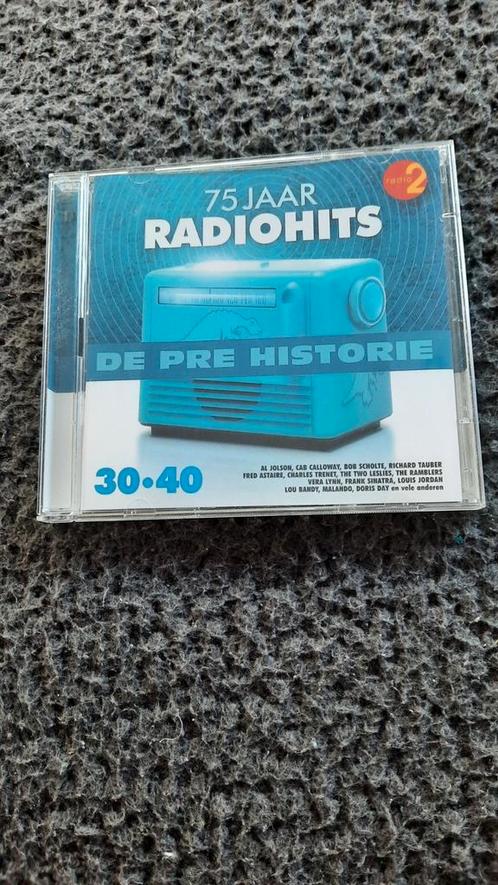 75 JAAR
RADIOHITS
radio 2
DE PRE HISTORIE
30•40
AL JOLSON, CAB CALLOWAY, BOB SCHOLTE, RICHARD TAUBER
FRED ASTAIRE, CHARLES TRENET, THE TWO LESLIES, THE RAMBLERS
VERA LYNN, FRANK SINATRA, LOUIS JORDAN
LOU BANDY, MALANDO, DORIS DAY en vele anderen